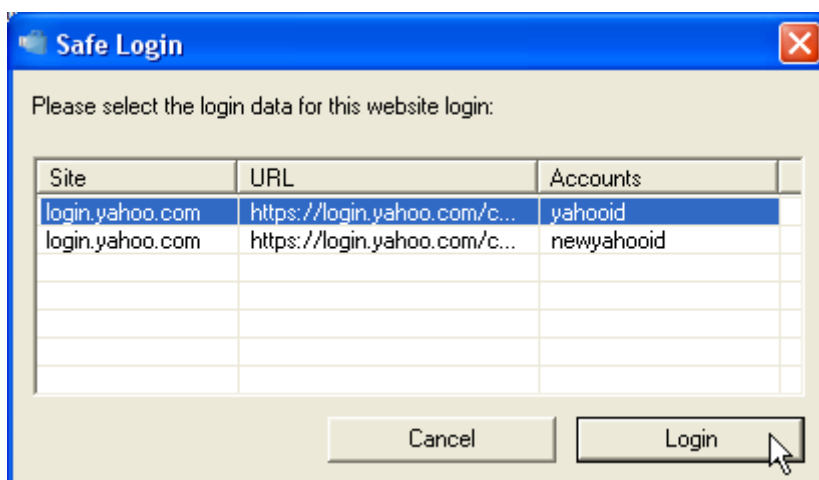 Safe Login
Please select the login data for this website login:
Site URL Accounts
login.yahoo.com https://login.yahoo.com/c... yahooid
login.yahoo.com https://login.yahoo.com/c... newyahooid
Cancel Login